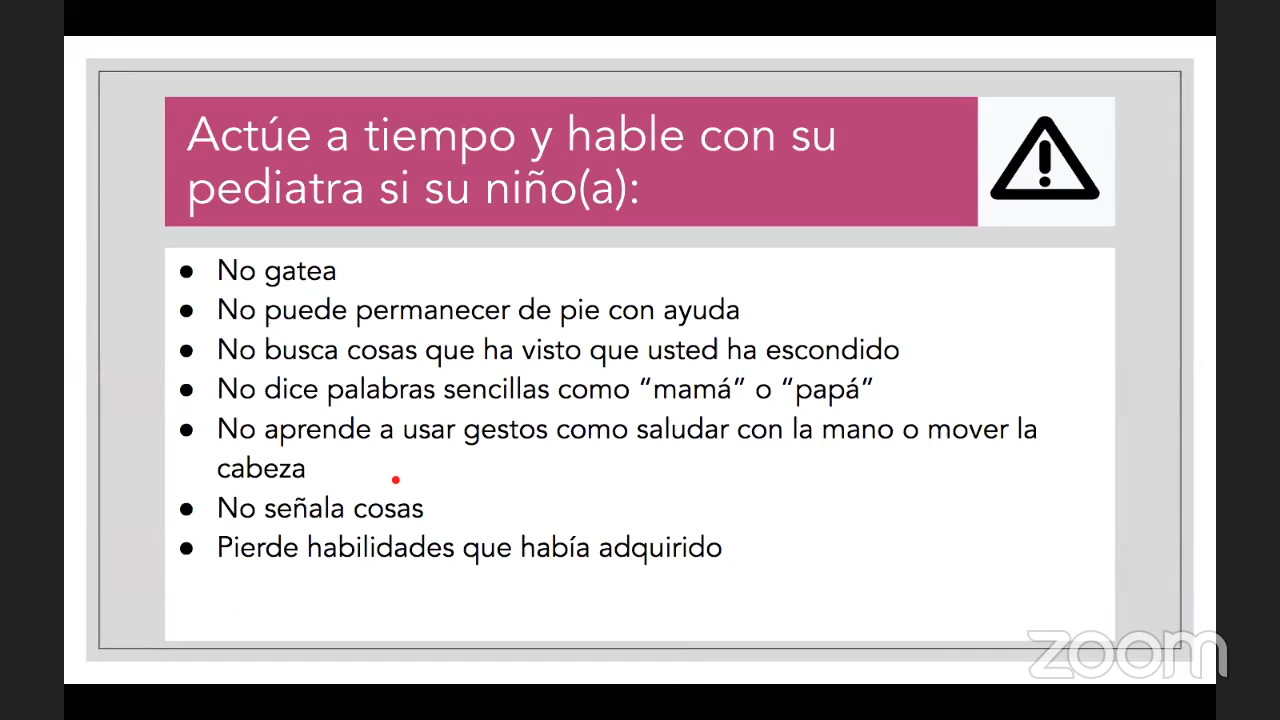 Actúe a tiempo y hable con su
pediatra si su niño(a):
● No gatea
● No puede permanecer de pie con ayuda
● No busca cosas que ha visto que usted ha escondido
● No dice palabras sencillas como “mamá” o “papá”
● No aprende a usar gestos como saludar con la mano o mover la
cabeza
● No señala cosas
● Pierde habilidades que había adquirido
zoom